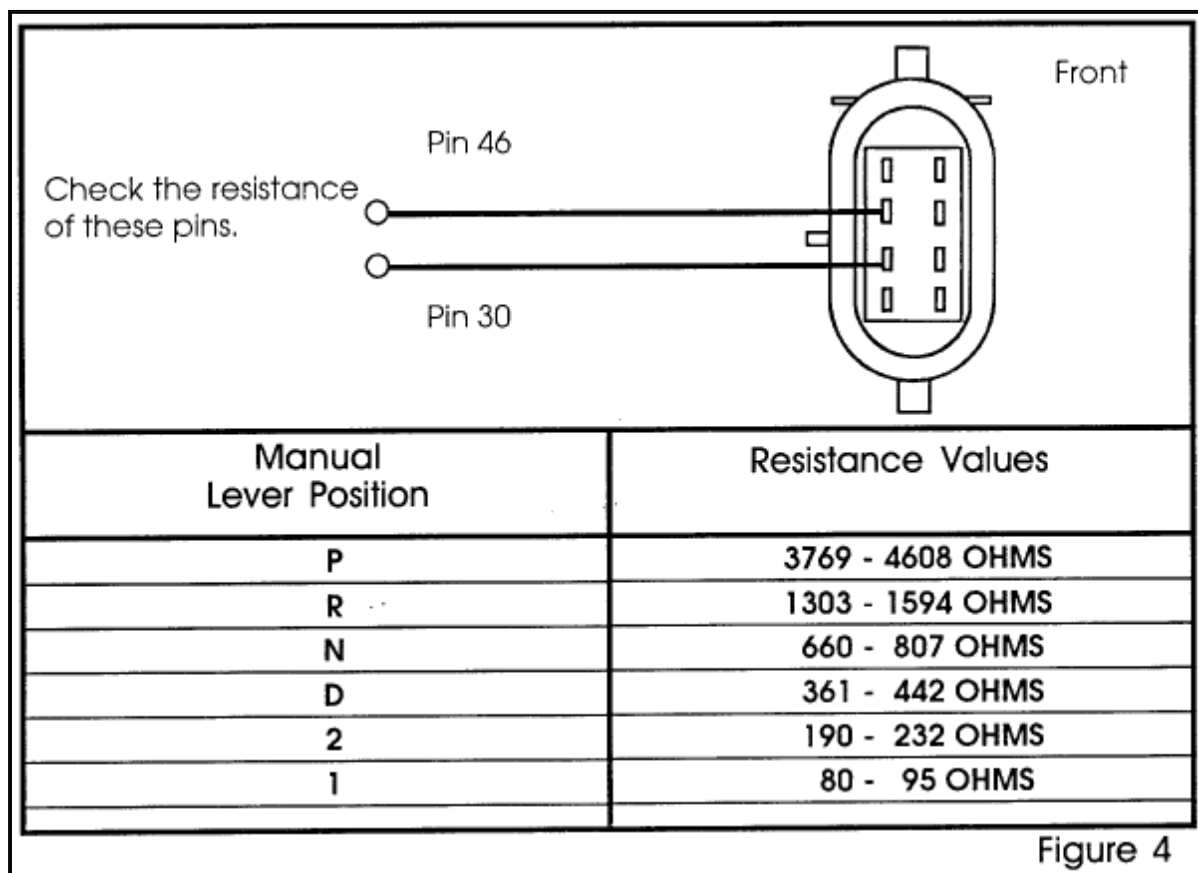 Front
Pin 46
Check the resistance
of these pins.
Pin 30
Manual
Lever Position
Resistance Values
P
3769 - 4608 OHMS
R
1303 - 1594 OHMS
N
660 - 807 OHMS
D
361 - 442 OHMS
2
190 - 232 OHMS
1
80 - 95 OHMS
Figure 4